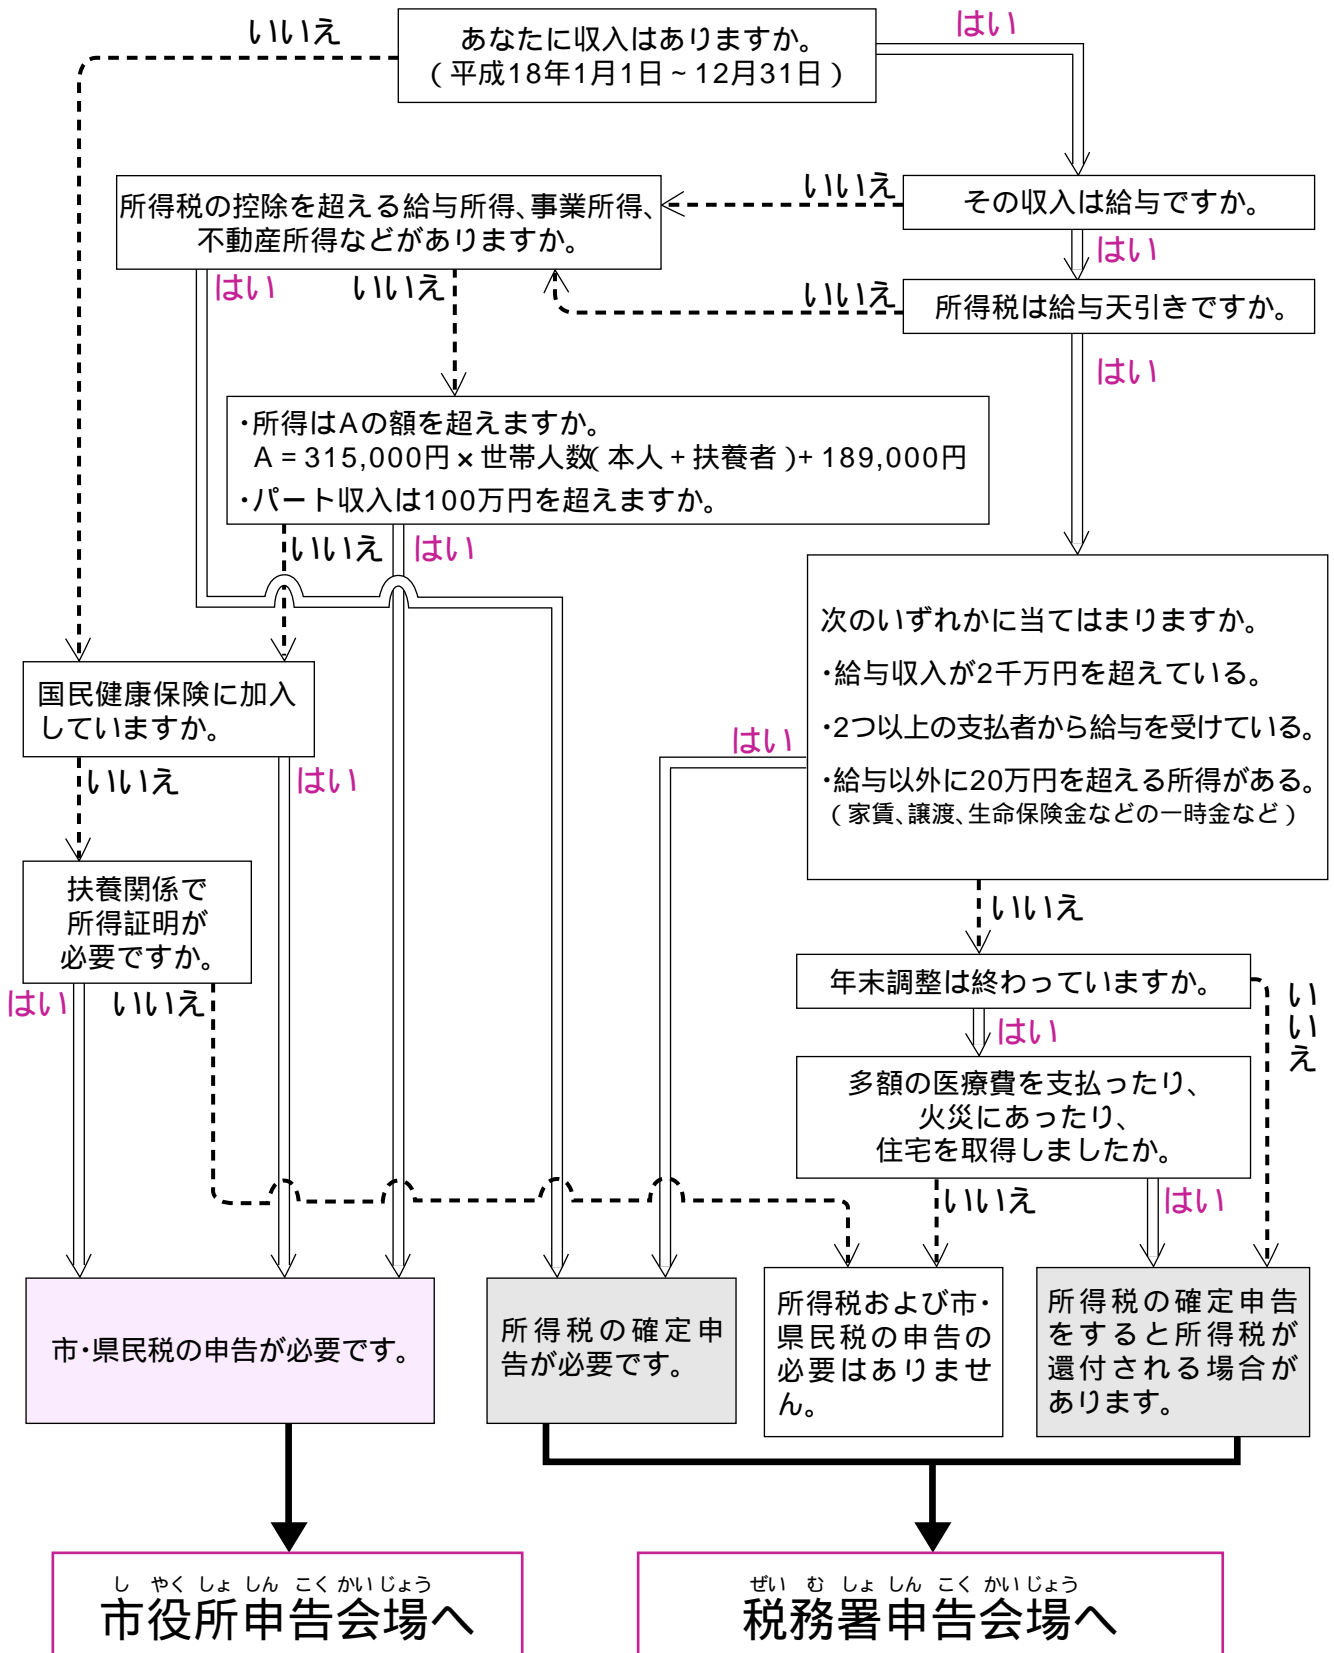 いいえ
あなたに収入はありますか。
(平成18年1月1日~12月31日)
はい
所得税の控除を超える給与所得、事業所得、
不動産所得などがありますか。
いいえ
その収入は給与ですか。
はい
はい
いいえ
いいえ
所得税は給与天引きですか。
はい
・所得はAの額を超えますか。
A=315,000円×世帯人数(本人+扶養者)+189,000円
・パート収入は100万円を超えますか。
いいえ
はい
次のいずれかに当てはまりますか。
・給与収入が2千万円を超えている。
・2つ以上の支払者から給与を受けている。
・給与以外に20万円を超える所得がある。
(家賃、譲渡、生命保険金などの一時金など)
国民健康保険に加入
していますか。
はい
いいえ
はい
扶養関係で
所得証明が
必要ですか。
いいえ
年末調整は終わっていますか。
いいえ
はい
いいえ
はい
多額の医療費を支払ったり、
火災にあったり、
住宅を取得しましたか。
いいえ
はい
市・県民税の申告が必要です。
所得税の確定申
告が必要です。
所得税および市・
県民税の申告の
必要はありませ
ん。
所得税の確定申告
をすると所得税が
還付される場合が
あります。
し やく しょ しん こく かい じょう
市役所申告会場へ
ぜい む しょ しん こく かい じょう
税務署申告会場へ